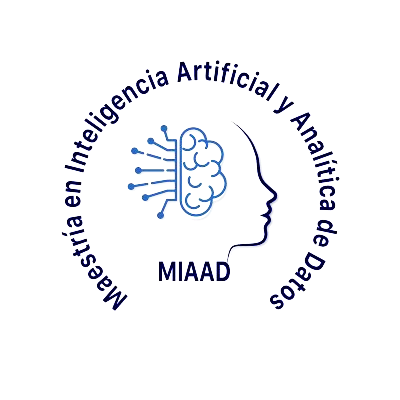 Maestría en Inteligencia Artificial y Analítica de Datos
MIAAD